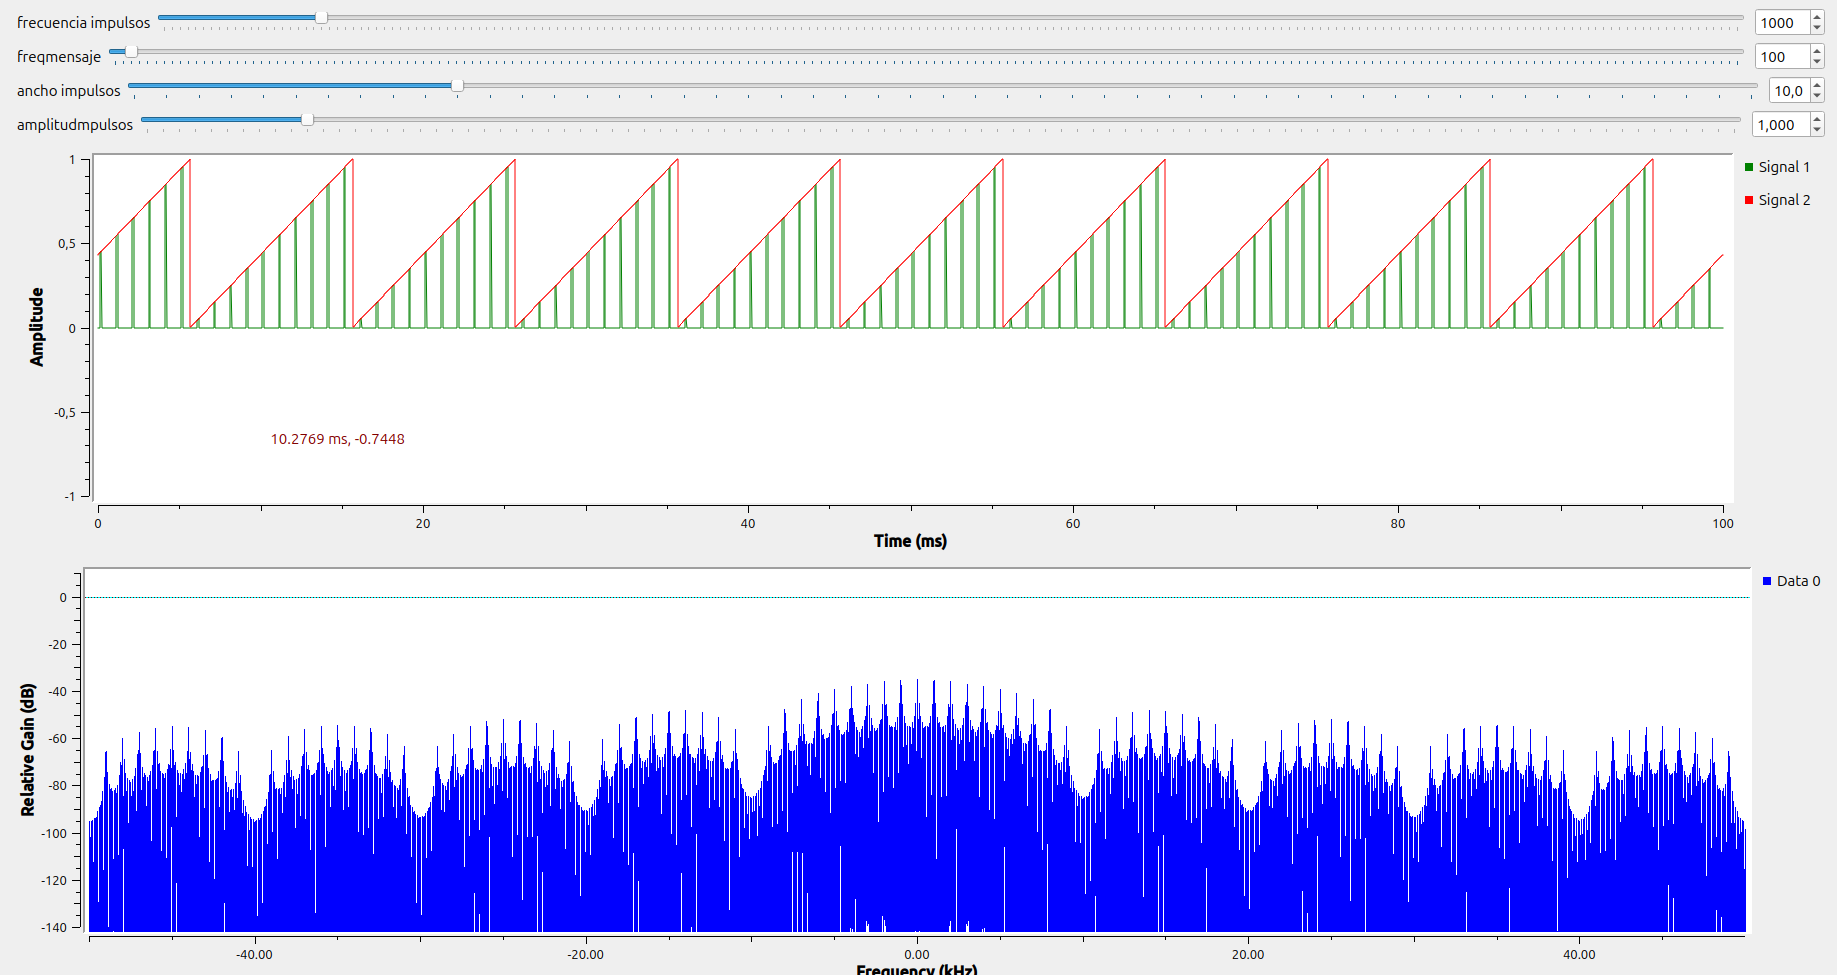 frecuencia impulsos 1000
freqmensaje 100
ancho impulsos 10,0
amplitudmpulsos 1,000
1
0,5
0
-0,5
-1
Amplitude
10.2769 ms, -0.7448
Signal 1
Signal 2
0 20 40 60 80 100
Time (ms)
0
-20
-40
-60
-80
-100
-120
-140
Relative Gain (dB)
Data 0
-40.00 -20.00 0.00 20.00 40.00
Frequency (kHz)